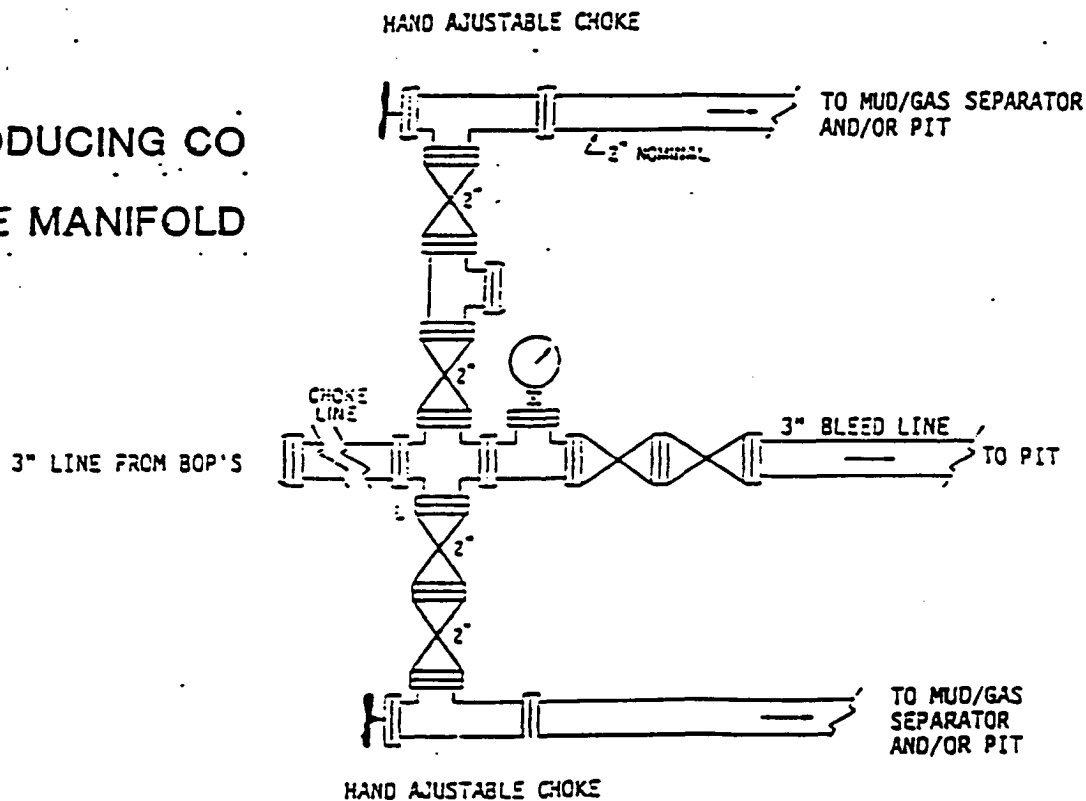 HAND AJUSTABLE CHOKE
DUCING CO
E MANIFOLD
TO MUD/GAS SEPARATOR
AND/OR PIT
2" NOMINAL
2"
2"
CHOKE
LINE
3" LINE FROM BOP'S
3" BLEED LINE
TO PIT
2"
2"
TO MUD/GAS
SEPARATOR
AND/OR PIT
HAND AJUSTABLE CHOKE